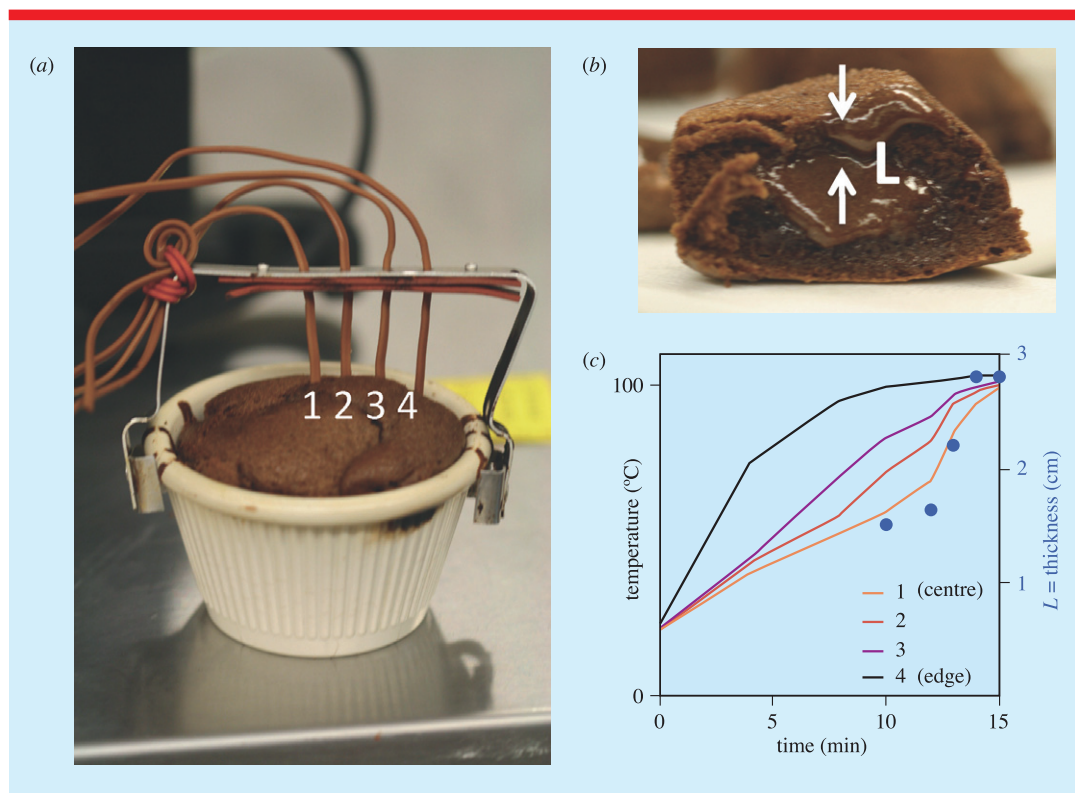 (a)
1 2 3 4
(b)
L
(c)
100
0
temperature (ºC)
0
5
10
15
time (min)
3
2
1
L = thickness (cm)
1 (centre)
2
3
4 (edge)